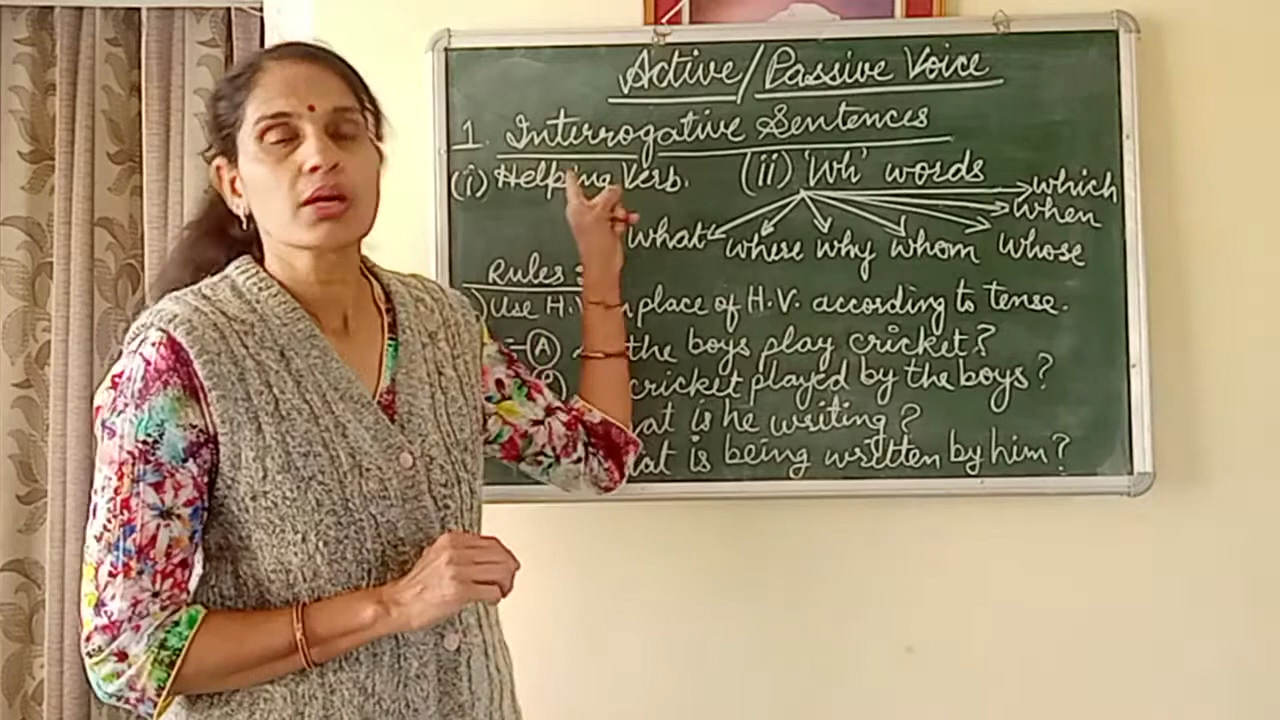 Active/Passive Voice
1. Interrogative Sentences
(i) Helping Verb. (ii) 'Wh' words
which
when
what where why whom whose
Rules :
Use H.V. place of H.V. according to tense.
(A) the boys play cricket?
cricket played by the boys?
is he writing?
is being written by him?